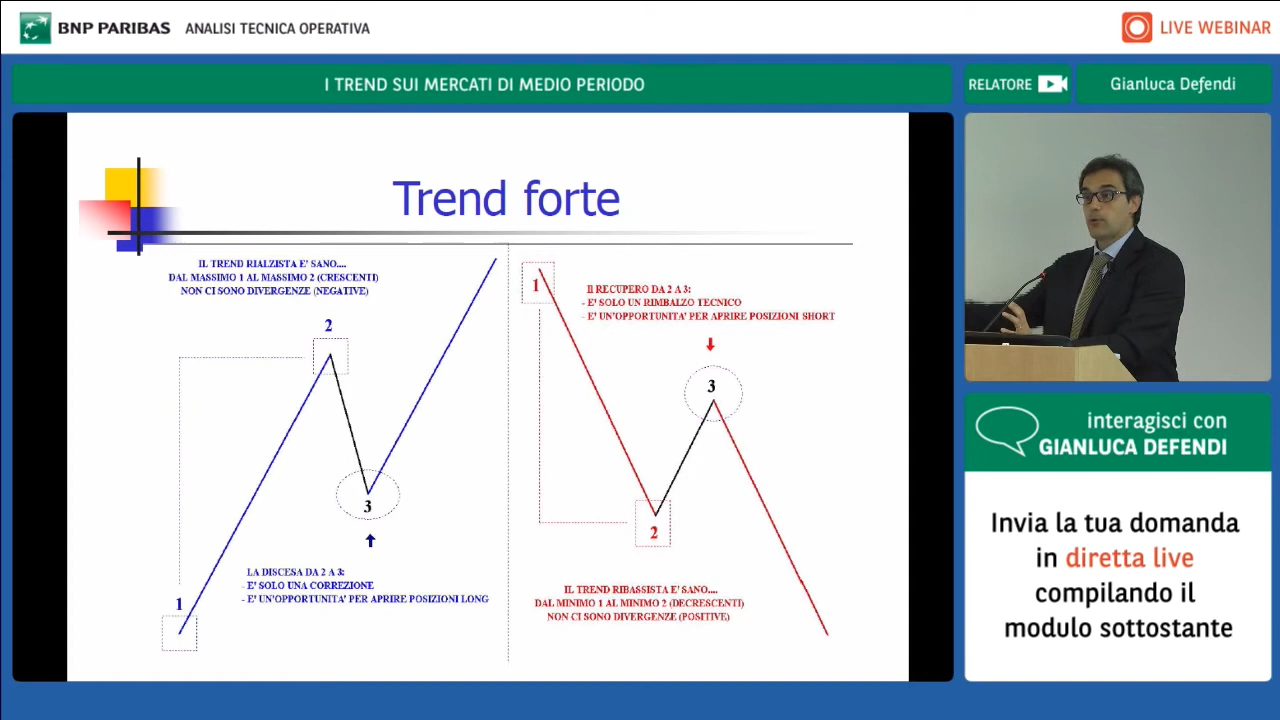 BNP PARIBAS ANALISI TECNICA OPERATIVA
LIVE WEBINAR
I TREND SUI MERCATI DI MEDIO PERIODO
RELATORE
Gianluca Defendi
Trend forte
IL TREND RIALZISTA E' SANO....
DAL MASSIMO 1 AL MASSIMO 2 (CRESCENTI)
NON CI SONO DIVERGENZE (NEGATIVE)
2
3
LA DISCESA DA 2 A 3:
- E' SOLO UNA CORREZIONE
- E' UN'OPPORTUNITA' PER APRIRE POSIZIONI LONG
1
1
Il RECUPERO DA 2 A 3:
- E' SOLO UN RIMBALZO TECNICO
- E' UN'OPPORTUNITA' PER APRIRE POSIZIONI SHORT
3
2
IL TREND RIBASSISTA E' SANO....
DAL MINIMO 1 AL MINIMO 2 (DECRESCENTI)
NON CI SONO DIVERGENZE (POSITIVE)
interagisci con
GIANLUCA DEFENDI
Invia la tua domanda
in diretta live
compilando il
modulo sottostante